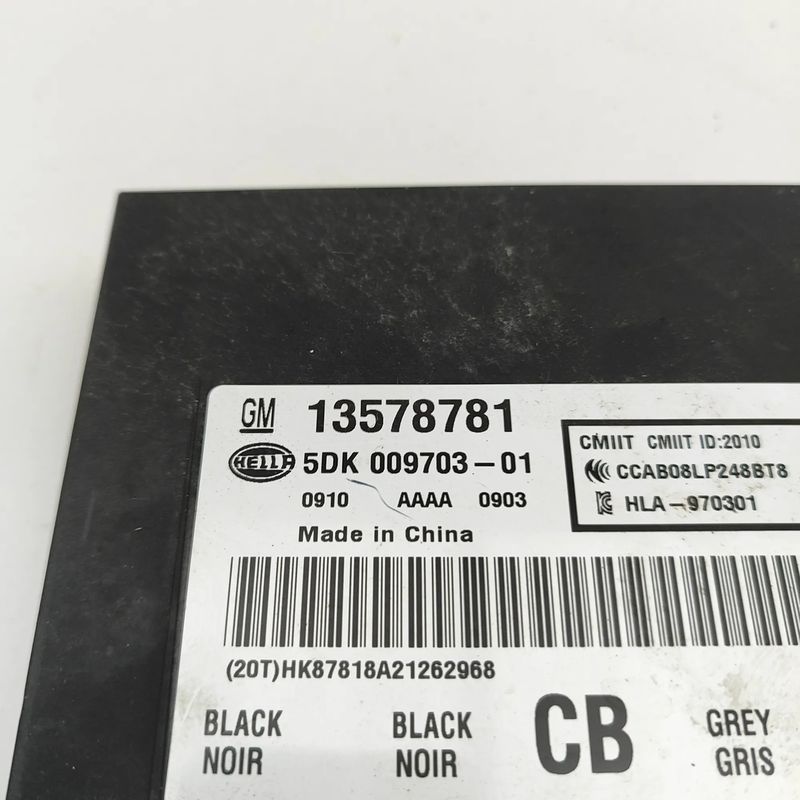 GM 13578781
HELLA 5DK 009703-01
0910 AAAA 0903
Made in China
CMIIT CMIIT ID:2010
CCAB08LP2488T8
HLA-970301
(20T)HK87818A21262968
BLACK BLACK CB GREY
NOIR NOIR GRIS